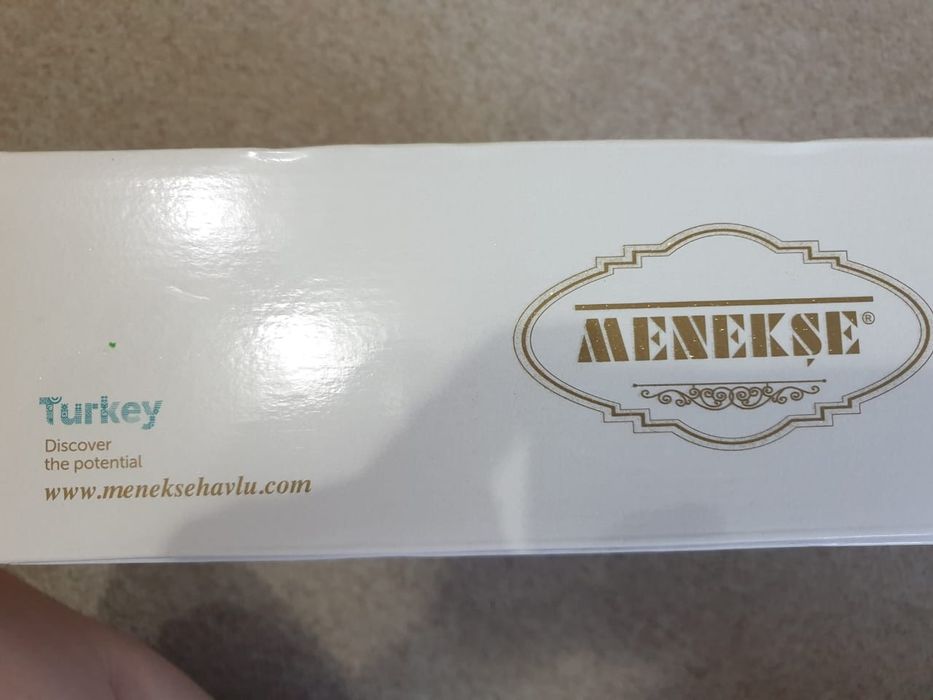 MENEKŞE®
Turkey
Discover
the potential
www.meneksehavlu.com